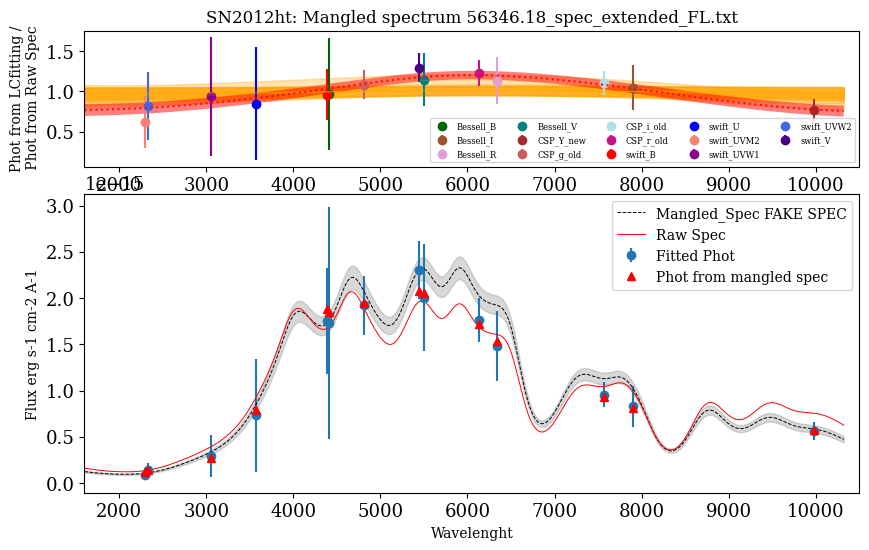 SN2012ht: Mangled spectrum 56346.18_spec_extended_FL.txt
Phot from LCfitting /
Phot from Raw Spec
1.5
1.0
0.5
Bessell_B Bessell_V CSP_i_old swift_U swift_UVW2
Bessell_I CSP_Y_new CSP_r_old swift_UVM2 swift_V
Bessell_R CSP_g_old swift_B swift_UVW1
2000 3000 4000 5000 6000 7000 8000 9000 10000
1e−15
Flux erg s-1 cm-2 A-1
3.0
2.5
2.0
1.5
1.0
0.5
0.0
Mangled_Spec FAKE SPEC
Raw Spec
Fitted Phot
Phot from mangled spec
2000 3000 4000 5000 6000 7000 8000 9000 10000
Wavelenght